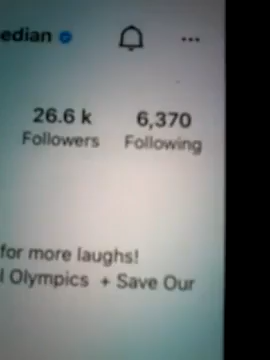 edian
...
26.6 k 6,370
Followers Following
for more laughs!
l Olympics + Save Our